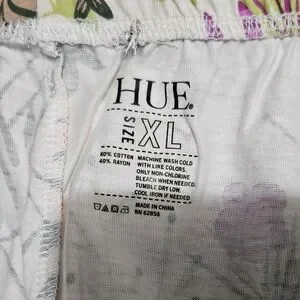 HUE.
SIZE XL
60% COTTON
40% RAYON
MACHINE WASH COLD
WITH LIKE COLORS.
ONLY NON-CHLORINE
BLEACH WHEN NEEDED.
TUMBLE DRY LOW.
COOL IRON IF NEEDED
MADE IN CHINA
RN 62856